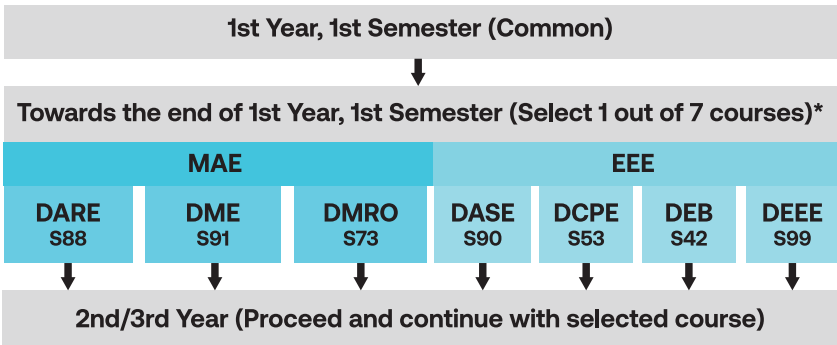 1st Year, 1st Semester (Common)
Towards the end of 1st Year, 1st Semester (Select 1 out of 7 courses)*
MAE EEE
DARE DME DMRO DASE DCPE DEB DEEE
S88 S91 S73 S90 S53 S42 S99
2nd/3rd Year (Proceed and continue with selected course)